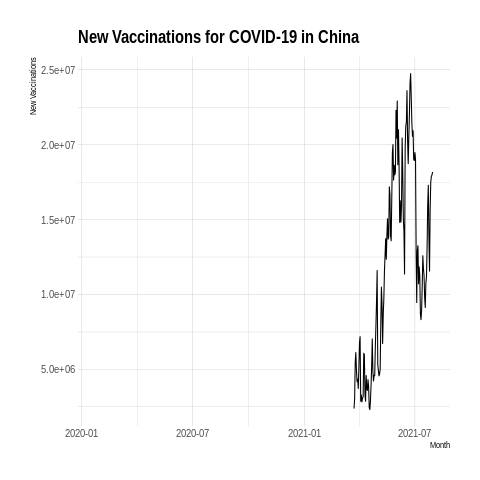 New Vaccinations for COVID-19 in China
New Vaccinations
2.5e+07
2.0e+07
1.5e+07
1.0e+07
5.0e+06
2020-01 2020-07 2021-01 2021-07
Month